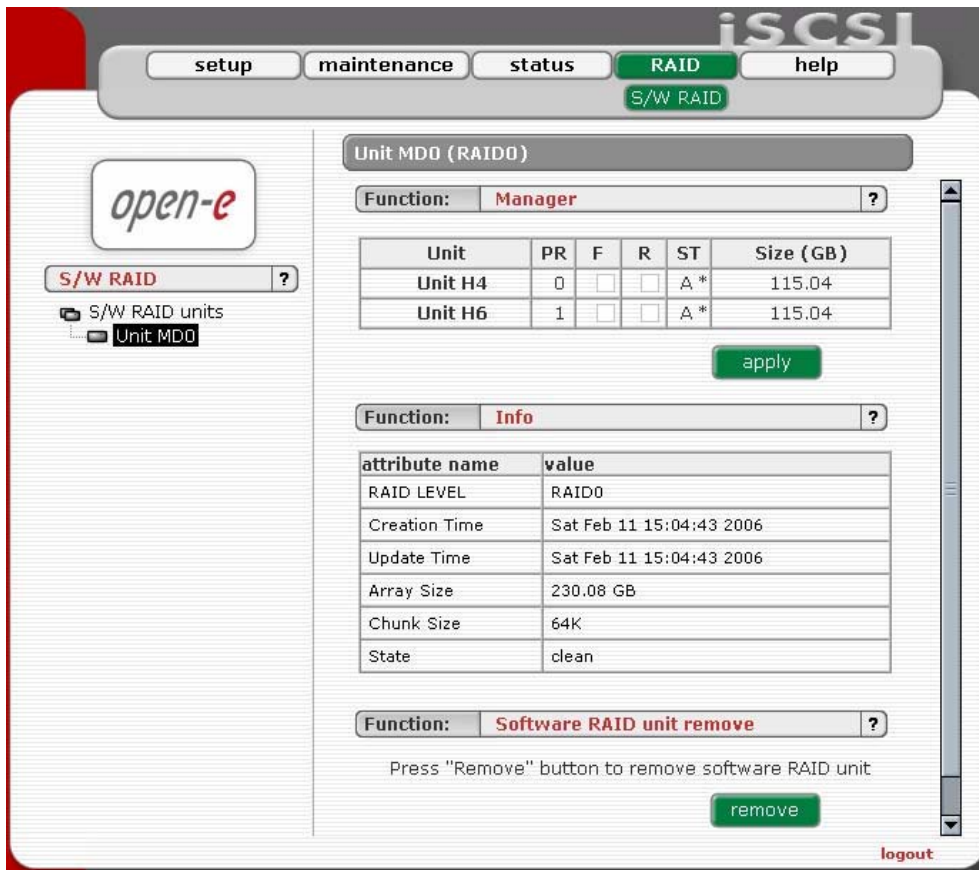 iSCSI
setup maintenance status RAID help
S/W RAID
open-e
S/W RAID ?
S/W RAID units
Unit MD0
Unit MD0 (RAID0)
Function: Manager ?
Unit PR F R ST Size (GB)
Unit H4 0 A * 115.04
Unit H6 1 A * 115.04
apply
Function: Info ?
attribute name value
RAID LEVEL RAID0
Creation Time Sat Feb 11 15:04:43 2006
Update Time Sat Feb 11 15:04:43 2006
Array Size 230.08 GB
Chunk Size 64K
State clean
Function: Software RAID unit remove ?
Press "Remove" button to remove software RAID unit
remove
logout